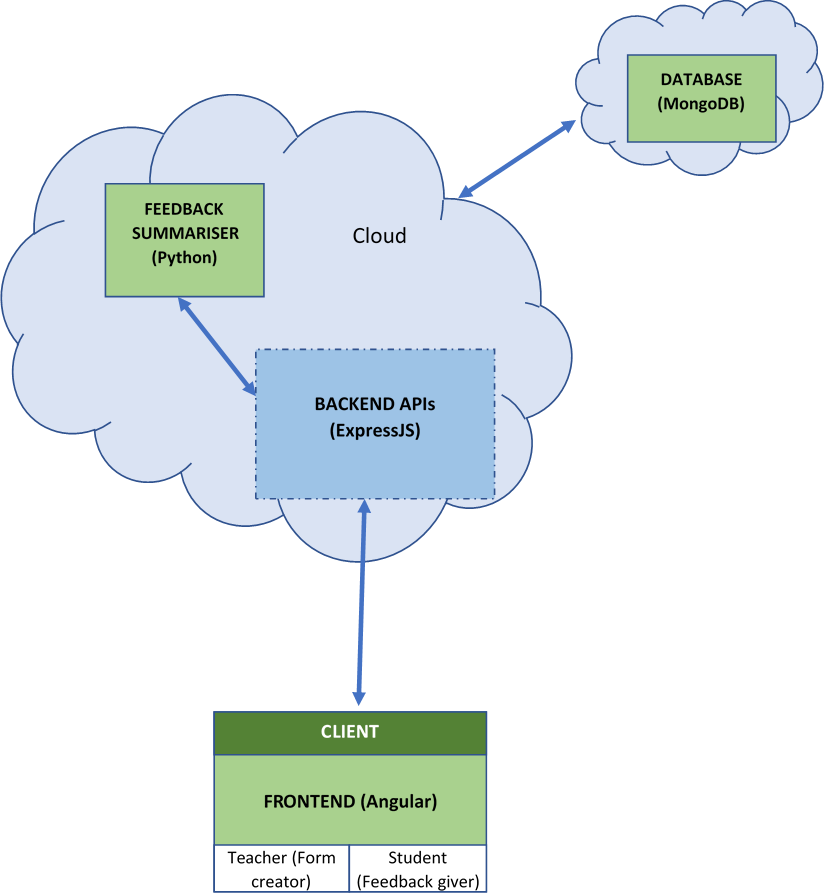 DATABASE
(MongoDB)
FEEDBACK
SUMMARISER
(Python)
Cloud
BACKEND APIs
(ExpressJS)
CLIENT
FRONTEND (Angular)
Teacher (Form
creator)
Student
(Feedback giver)